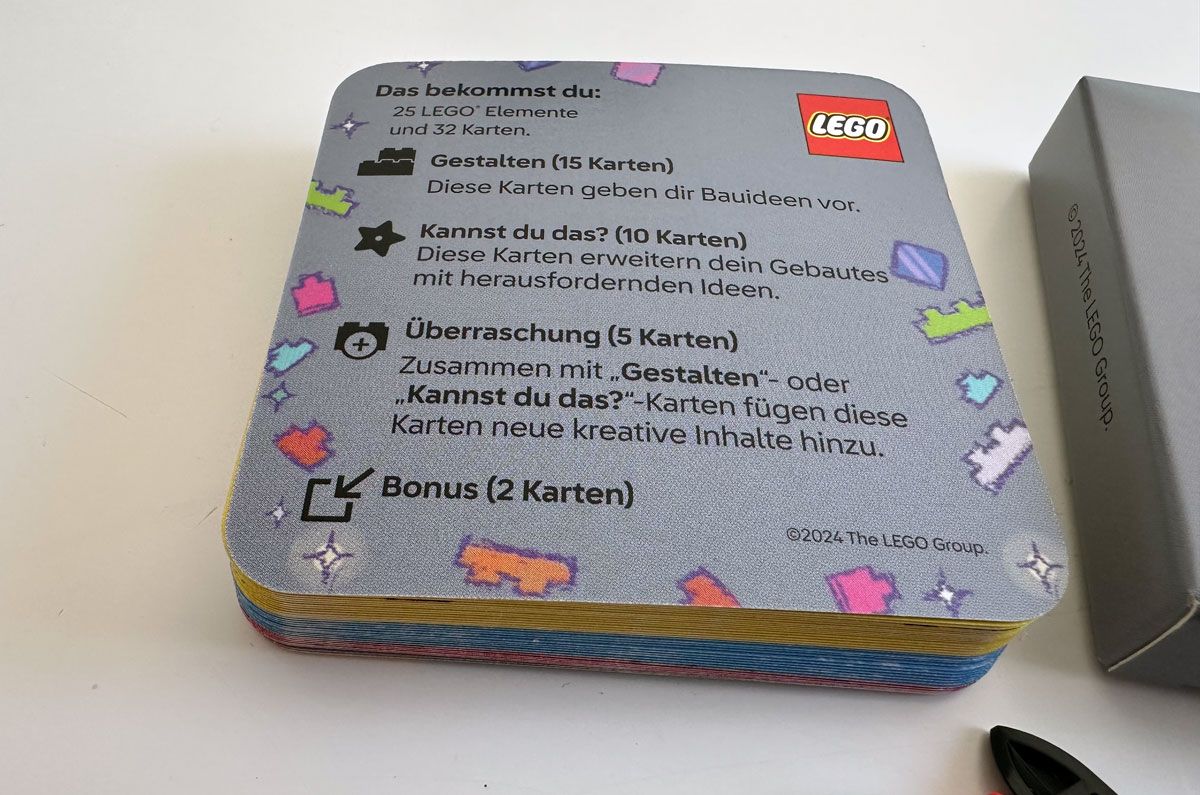 Das bekommst du:
25 LEGO® Elemente
und 32 Karten.
LEGO
Gestalten (15 Karten)
Diese Karten geben dir Bauideen vor.
Kannst du das? (10 Karten)
Diese Karten erweitern dein Gebautes
mit herausfordernden Ideen.
Überraschung (5 Karten)
Zusammen mit „Gestalten“- oder
„Kannst du das?“-Karten fügen diese
Karten neue kreative Inhalte hinzu.
Bonus (2 Karten)
©2024 The LEGO Group.
©2024 The LEGO Group.